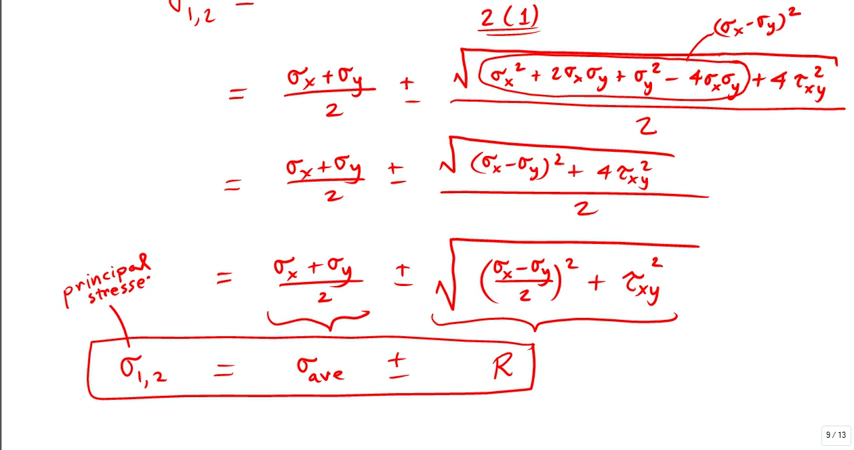 σ1,2 =
2(1)
(σx-σy)²
= σx+σy/2 ± √(σx²+2σxσy+σy²-4σxσy)+4τxy²/2
= σx+σy/2 ± √(σx-σy)²+4τxy²/2
principal
stresse.
= σx+σy/2 ± √(σx-σy/2)²+τxy²
σ1,2 = σave ± R
9 / 13